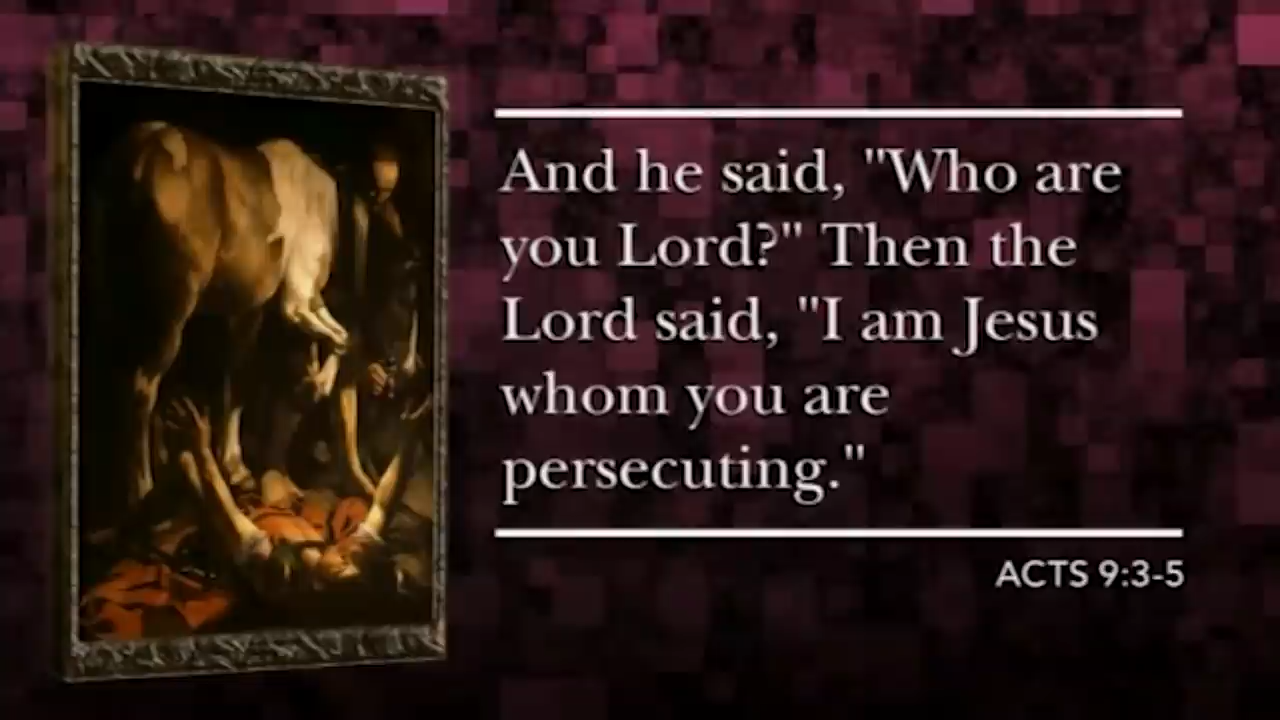 And he said, "Who are
you Lord?" Then the
Lord said, "I am Jesus
whom you are
persecuting."
ACTS 9:3-5